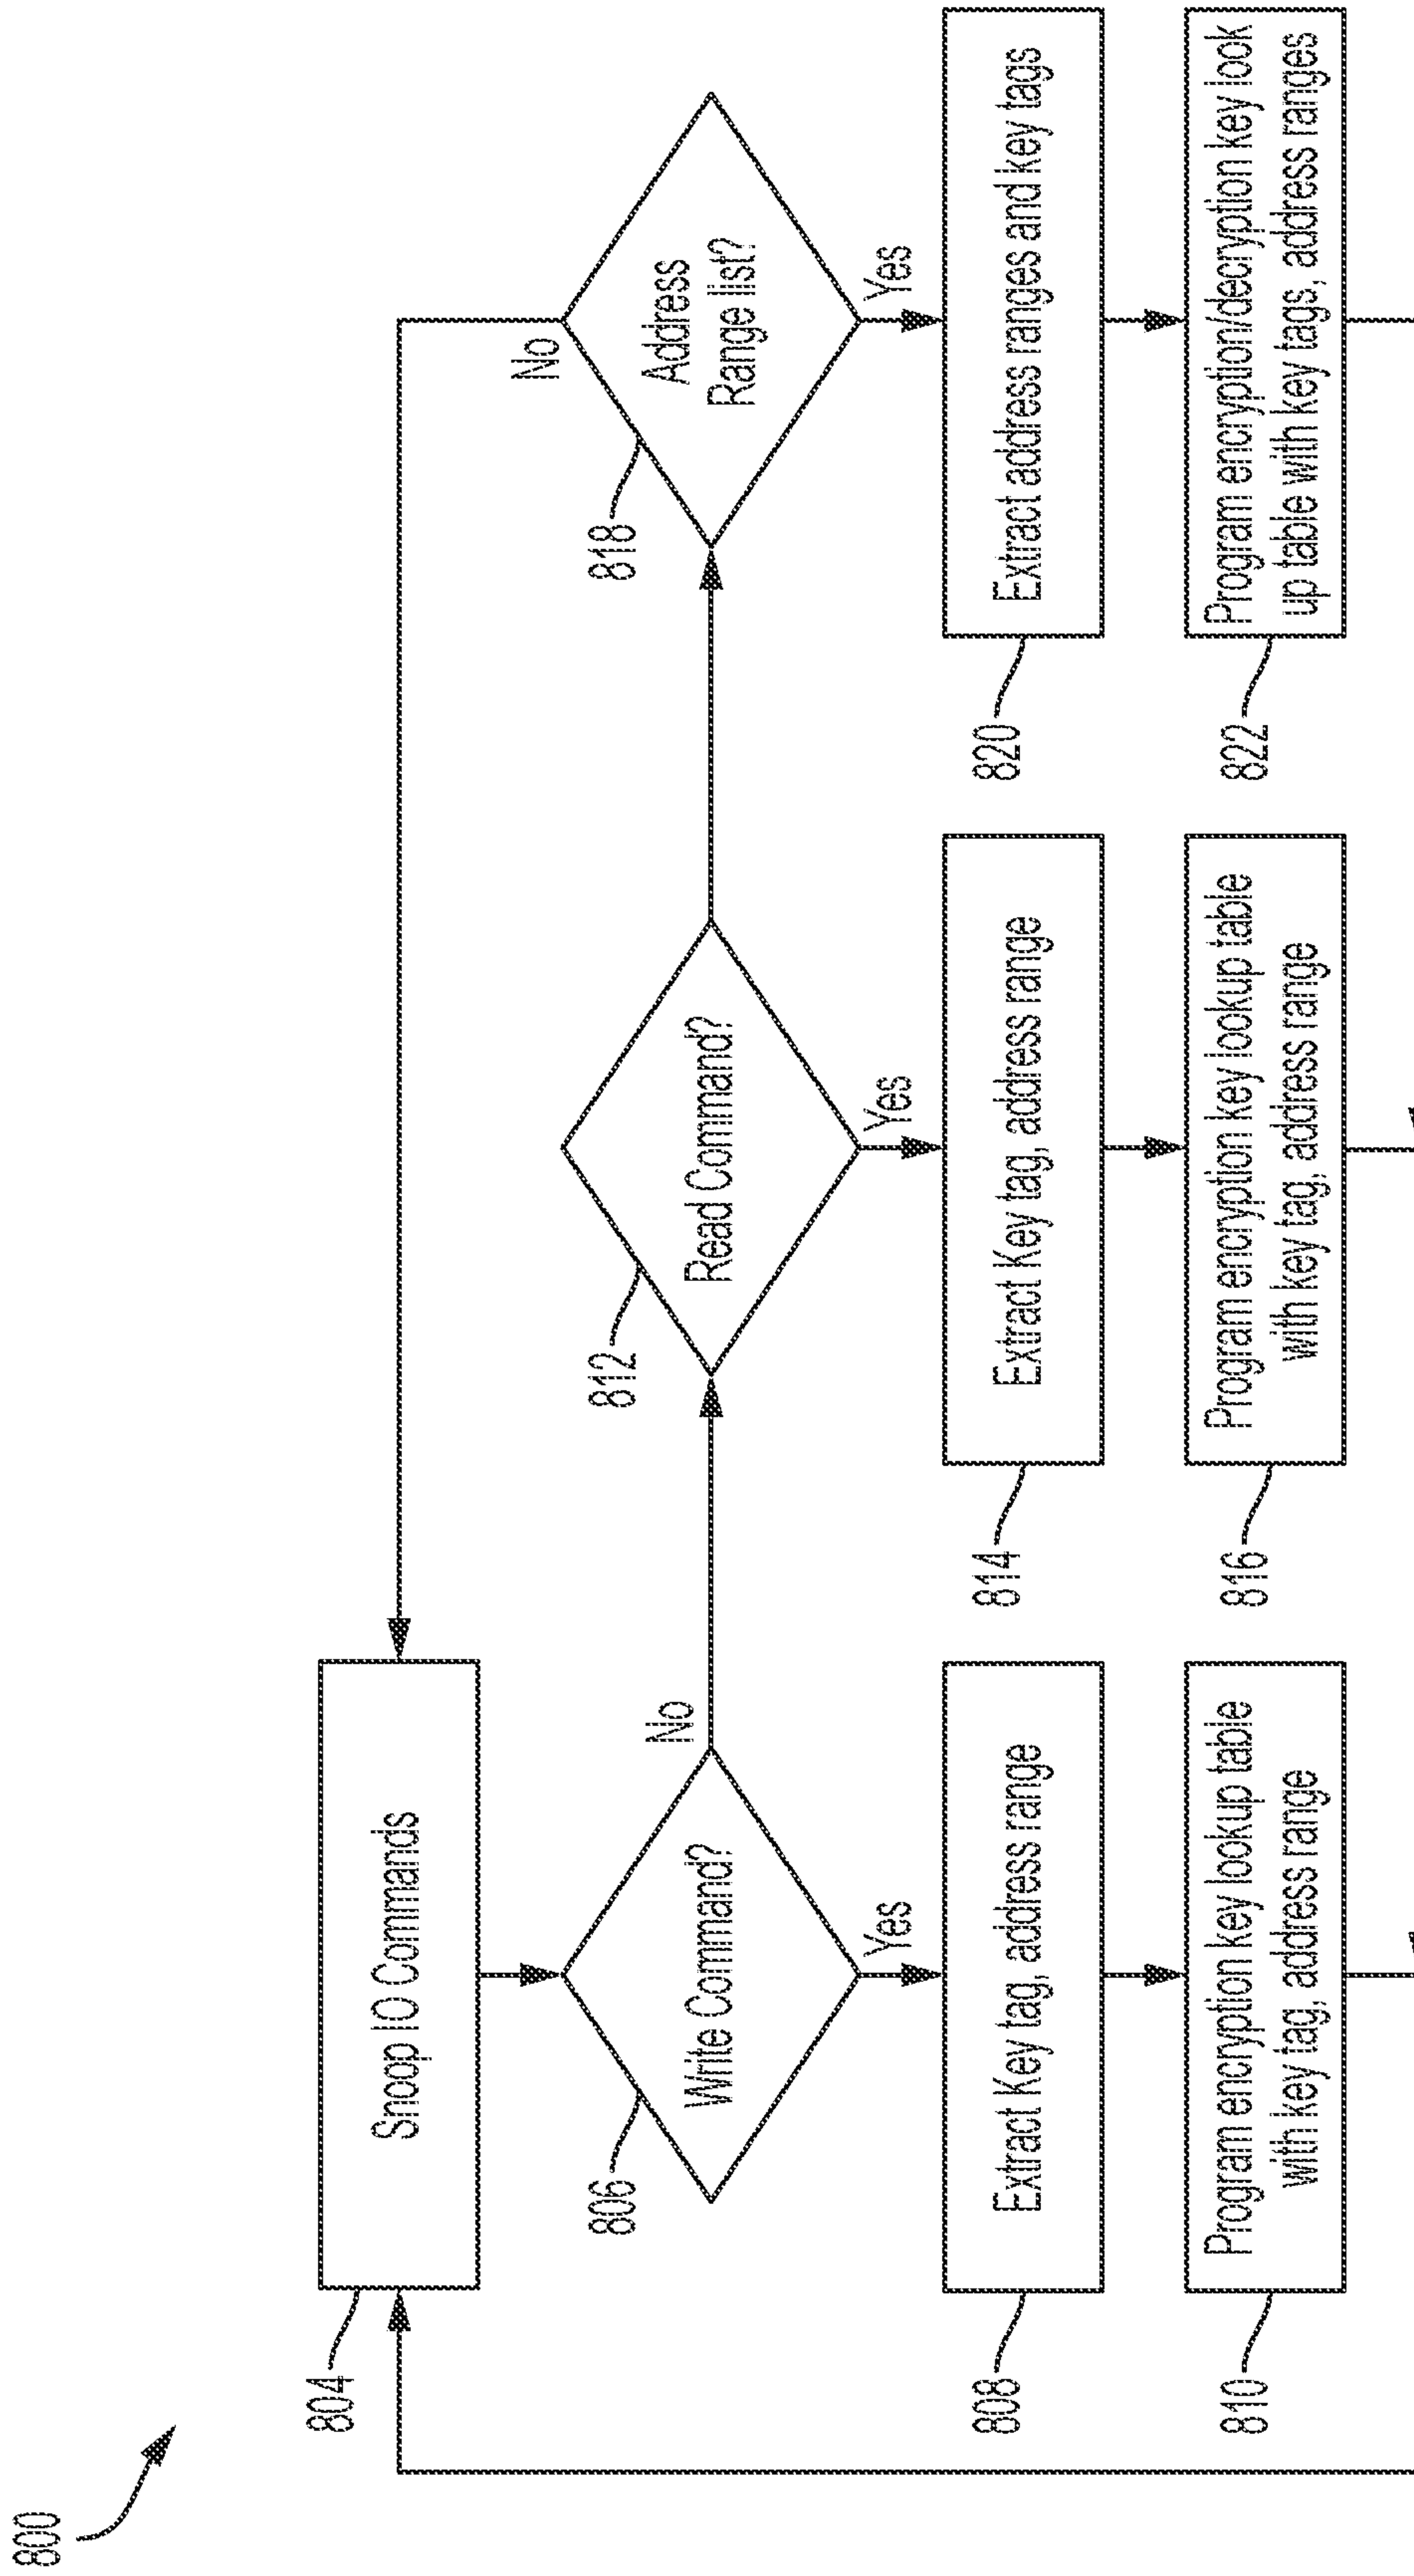 800
804
Snoop IO Commands
806
Write Command?
No
Yes
812
Read Command?
Yes
818
Address
Range list?
No
Yes
808
Extract Key tag, address range
814
Extract Key tag, address range
820
Extract address ranges and key tags
810
Program encryption key lookup table
with key tag, address range
816
Program encryption key lookup table
with key tag, address range
822
Program encryption/decryption key look
up table with key tags, address ranges